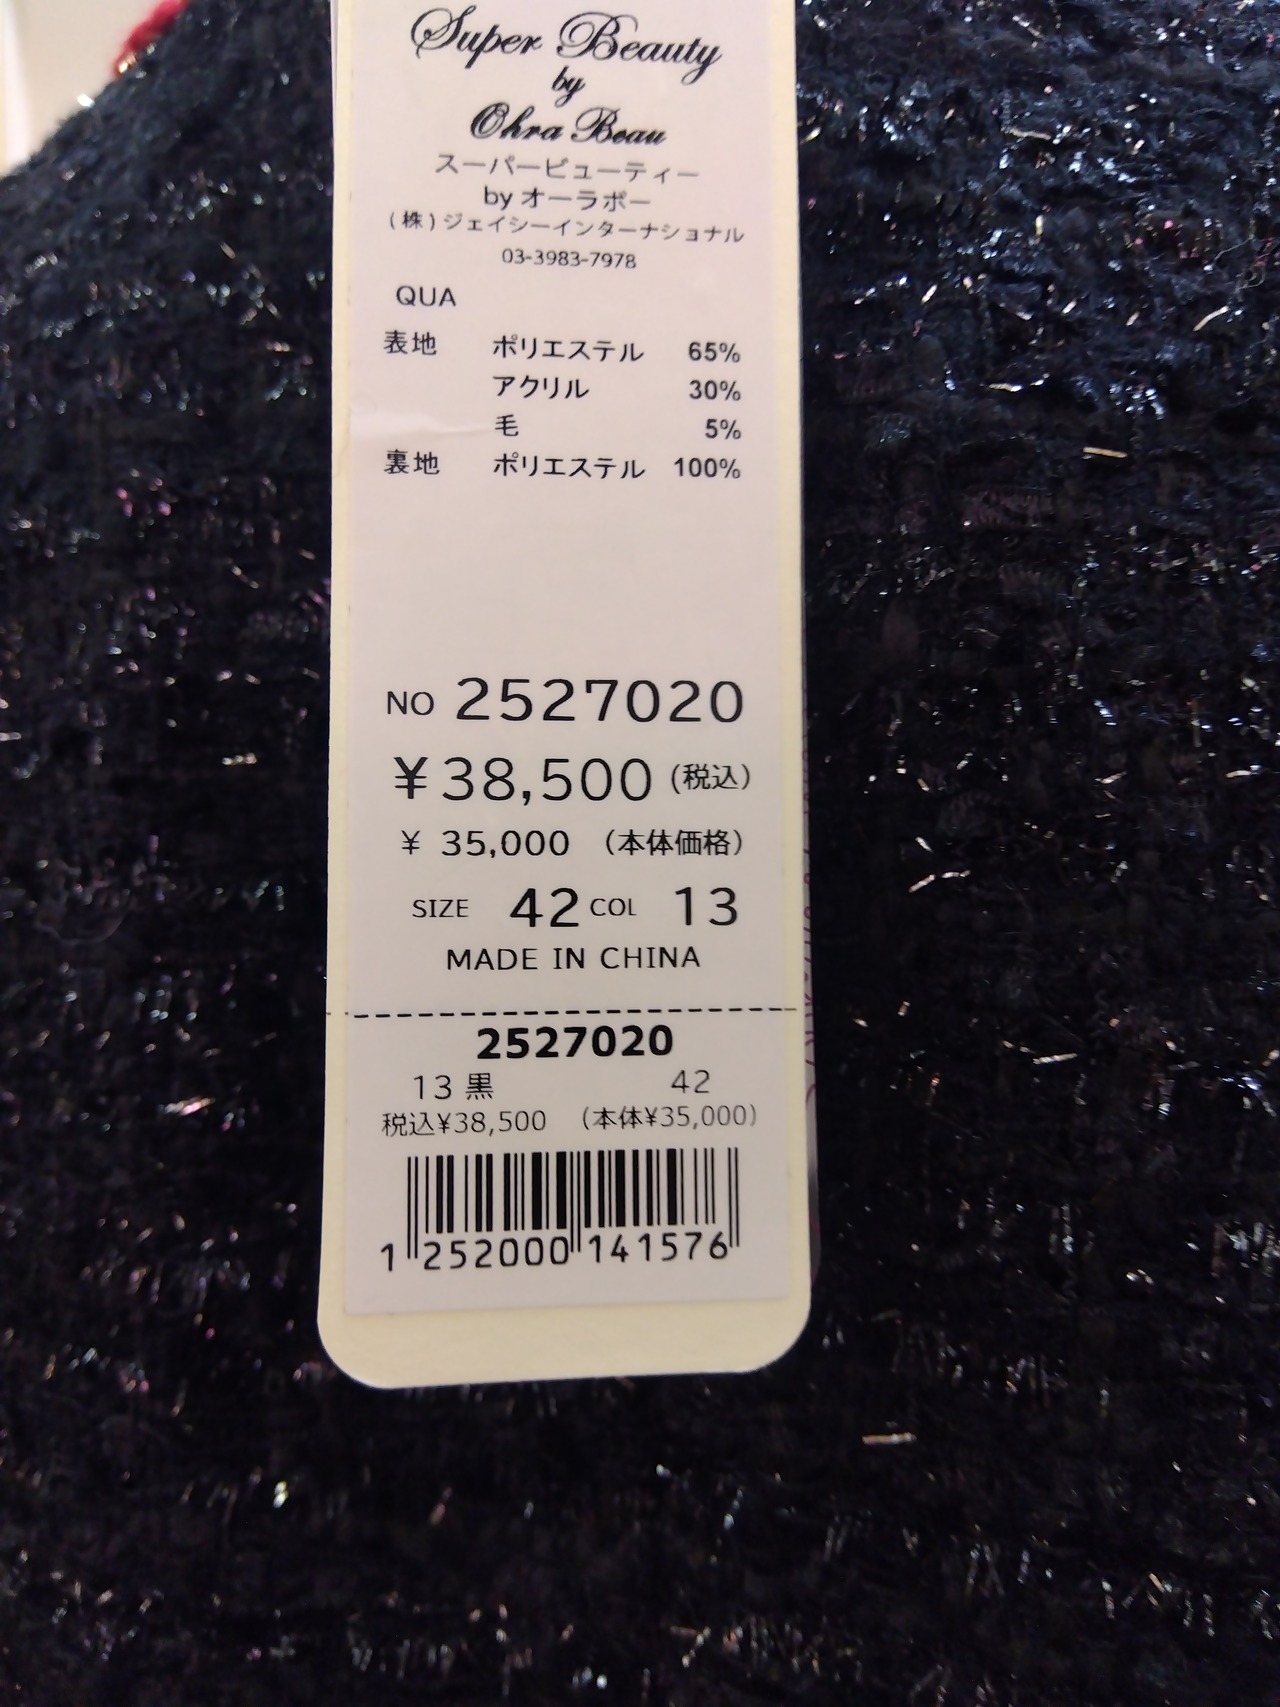 Super Beauty
by
Ohra Beau
スーパービューティー
by オーラボー
(株)ジェイシーインターナショナル
03-3983-7978
QUA
表地 ポリエステル 65%
アクリル 30%
毛 5%
裏地 ポリエステル 100%
NO 2527020
¥38,500 (税込)
¥ 35,000 (本体価格)
SIZE 42 COL 13
MADE IN CHINA
2527020
13 黒 42
税込¥38,500 (本体¥35,000)
1 252000 141576